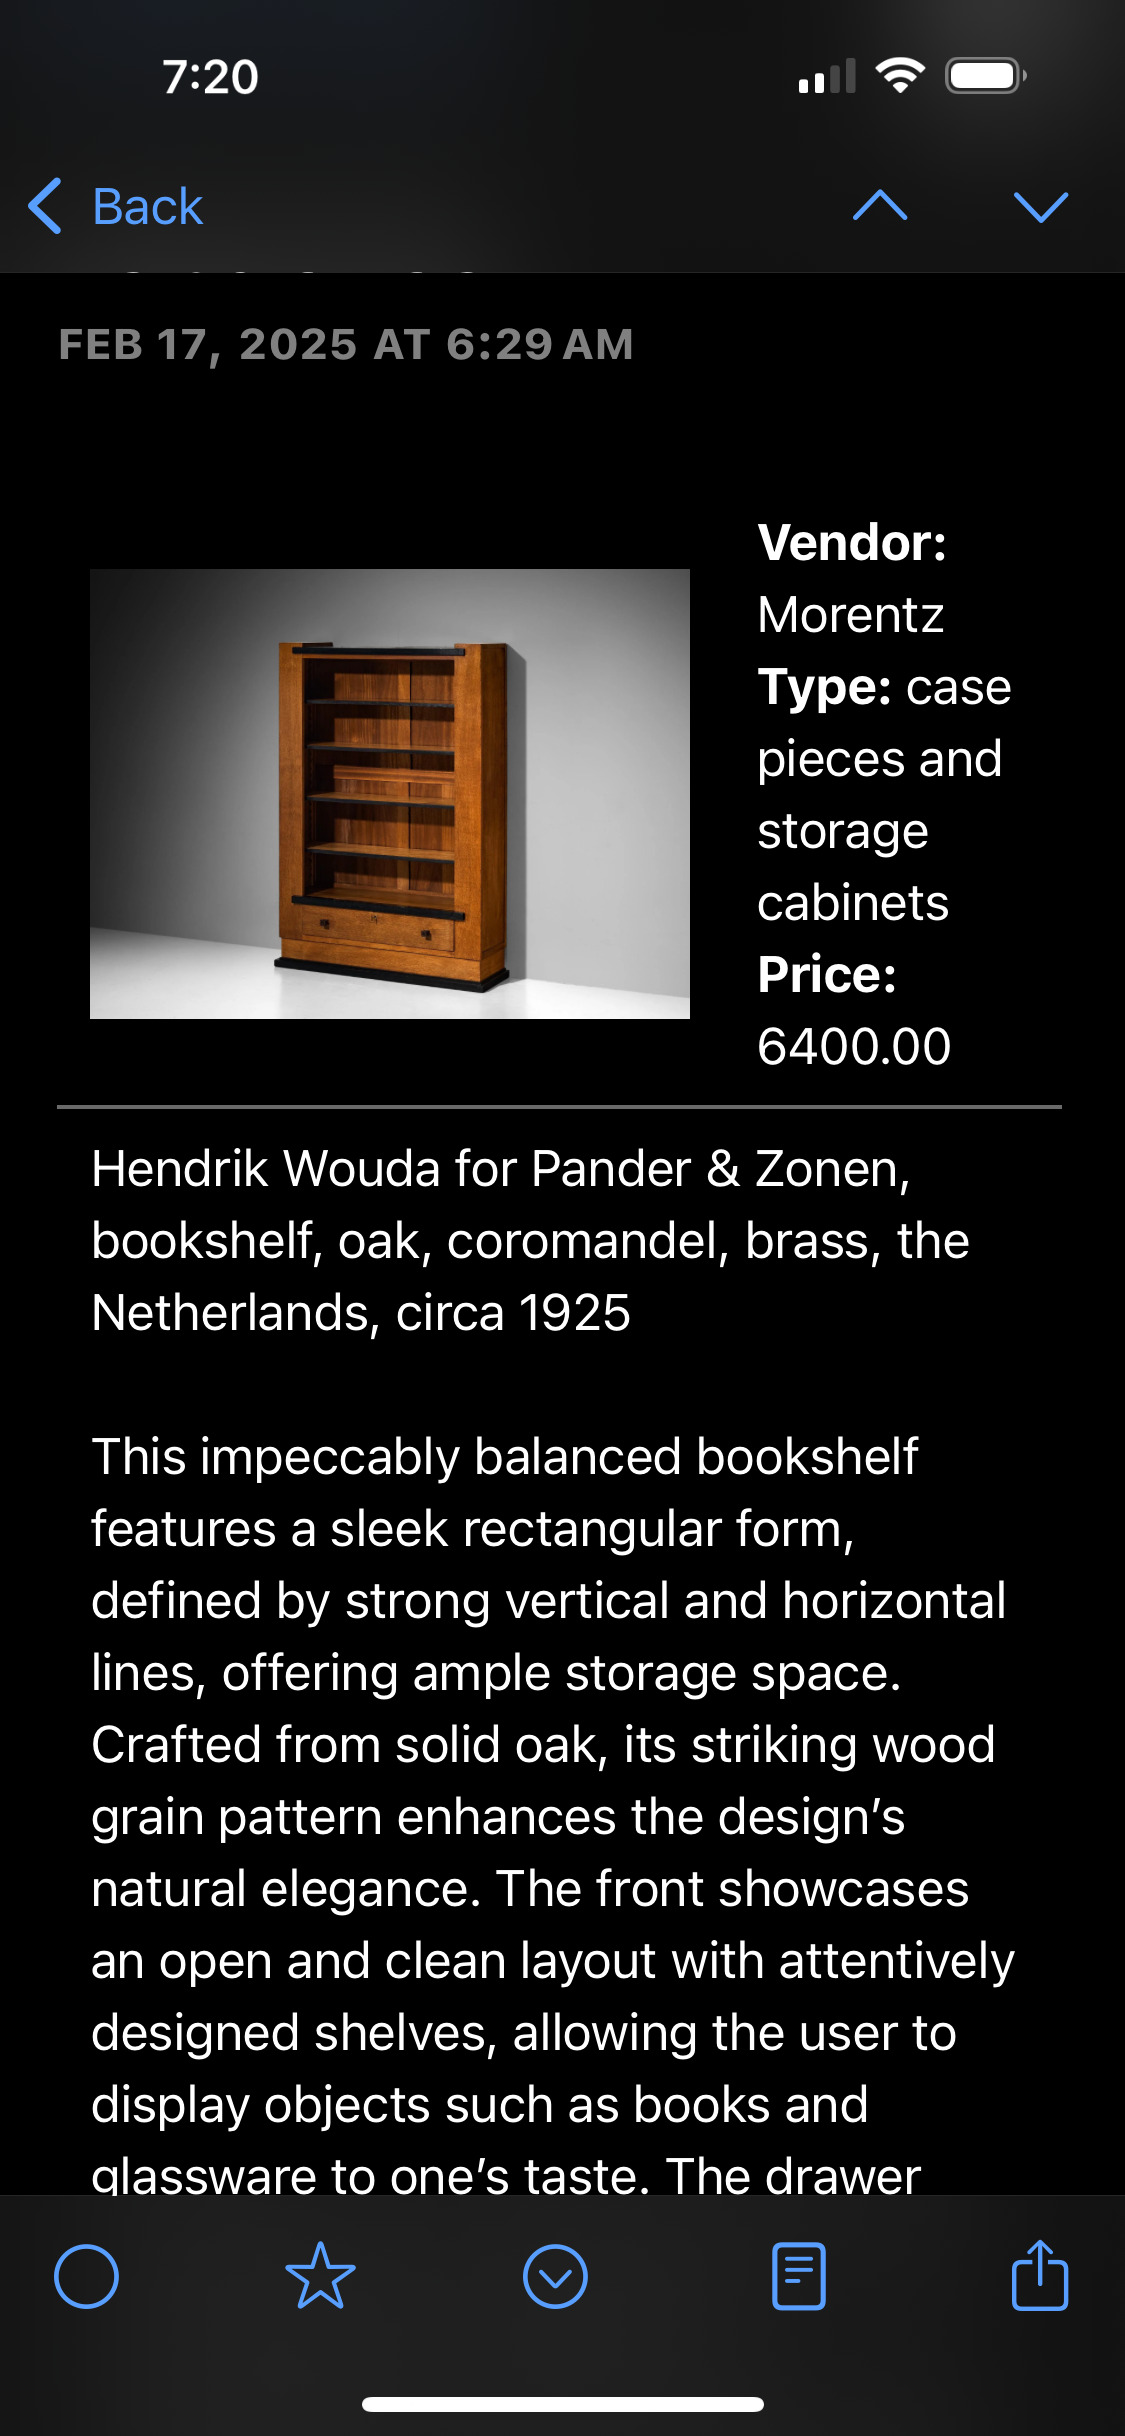 7:20
Back
FEB 17, 2025 AT 6:29 AM
Vendor:
Morentz
Type: case
pieces and
storage
cabinets
Price:
6400.00
Hendrik Wouda for Pander & Zonen,
bookshelf, oak, coromandel, brass, the
Netherlands, circa 1925
This impeccably balanced bookshelf
features a sleek rectangular form,
defined by strong vertical and horizontal
lines, offering ample storage space.
Crafted from solid oak, its striking wood
grain pattern enhances the design’s
natural elegance. The front showcases
an open and clean layout with attentively
designed shelves, allowing the user to
display objects such as books and
glassware to one’s taste. The drawer